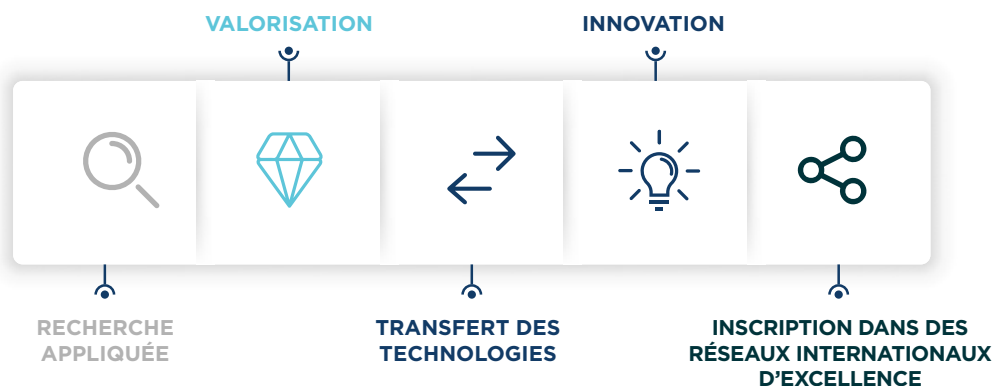 VALORISATION
INNOVATION
RECHERCHE
APPLIQUÉE
TRANSFERT DES
TECHNOLOGIES
INSCRIPTION DANS DES
RÉSEAUX INTERNATIONAUX
D'EXCELLENCE